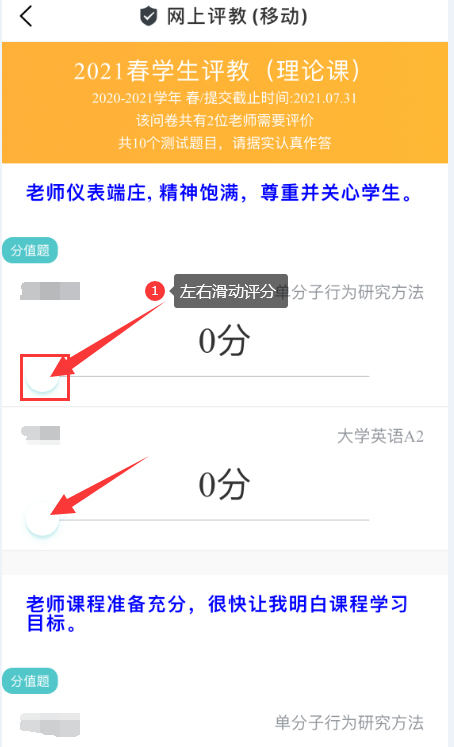 网上评教(移动)
2021春学生评教（理论课）
2020-2021学年 春/提交截止时间:2021.07.31
该问卷共有2位老师需要评价
共10个测试题目，请据实认真作答
老师仪表端庄,精神饱满，尊重并关心学生。
分值题
1 左右滑动评分
单分子行为研究方法
0分
大学英语A2
0分
老师课程准备充分，很快让我明白课程学习
目标。
分值题
单分子行为研究方法